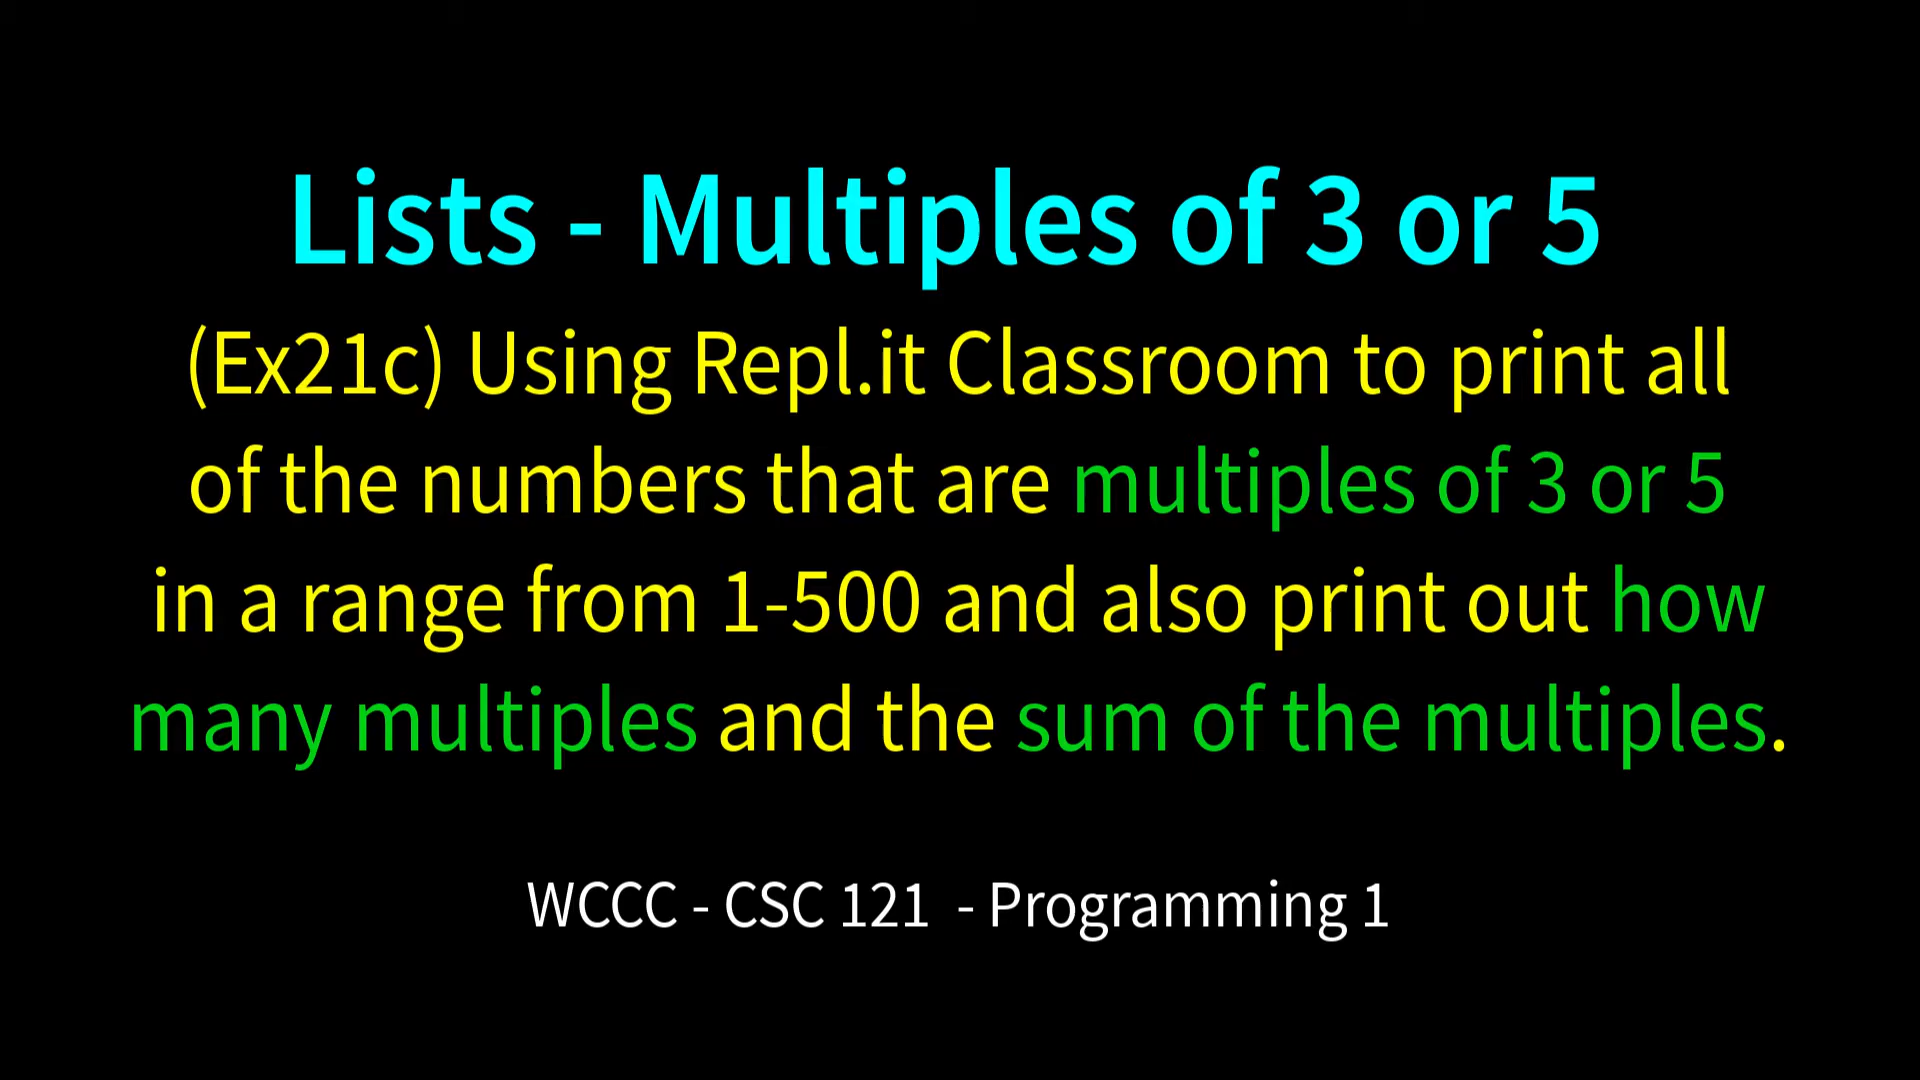 Lists - Multiples of 3 or 5
(Ex21c) Using Repl.it Classroom to print all
of the numbers that are multiples of 3 or 5
in a range from 1-500 and also print out how
many multiples and the sum of the multiples.
WCCC - CSC 121  - Programming 1